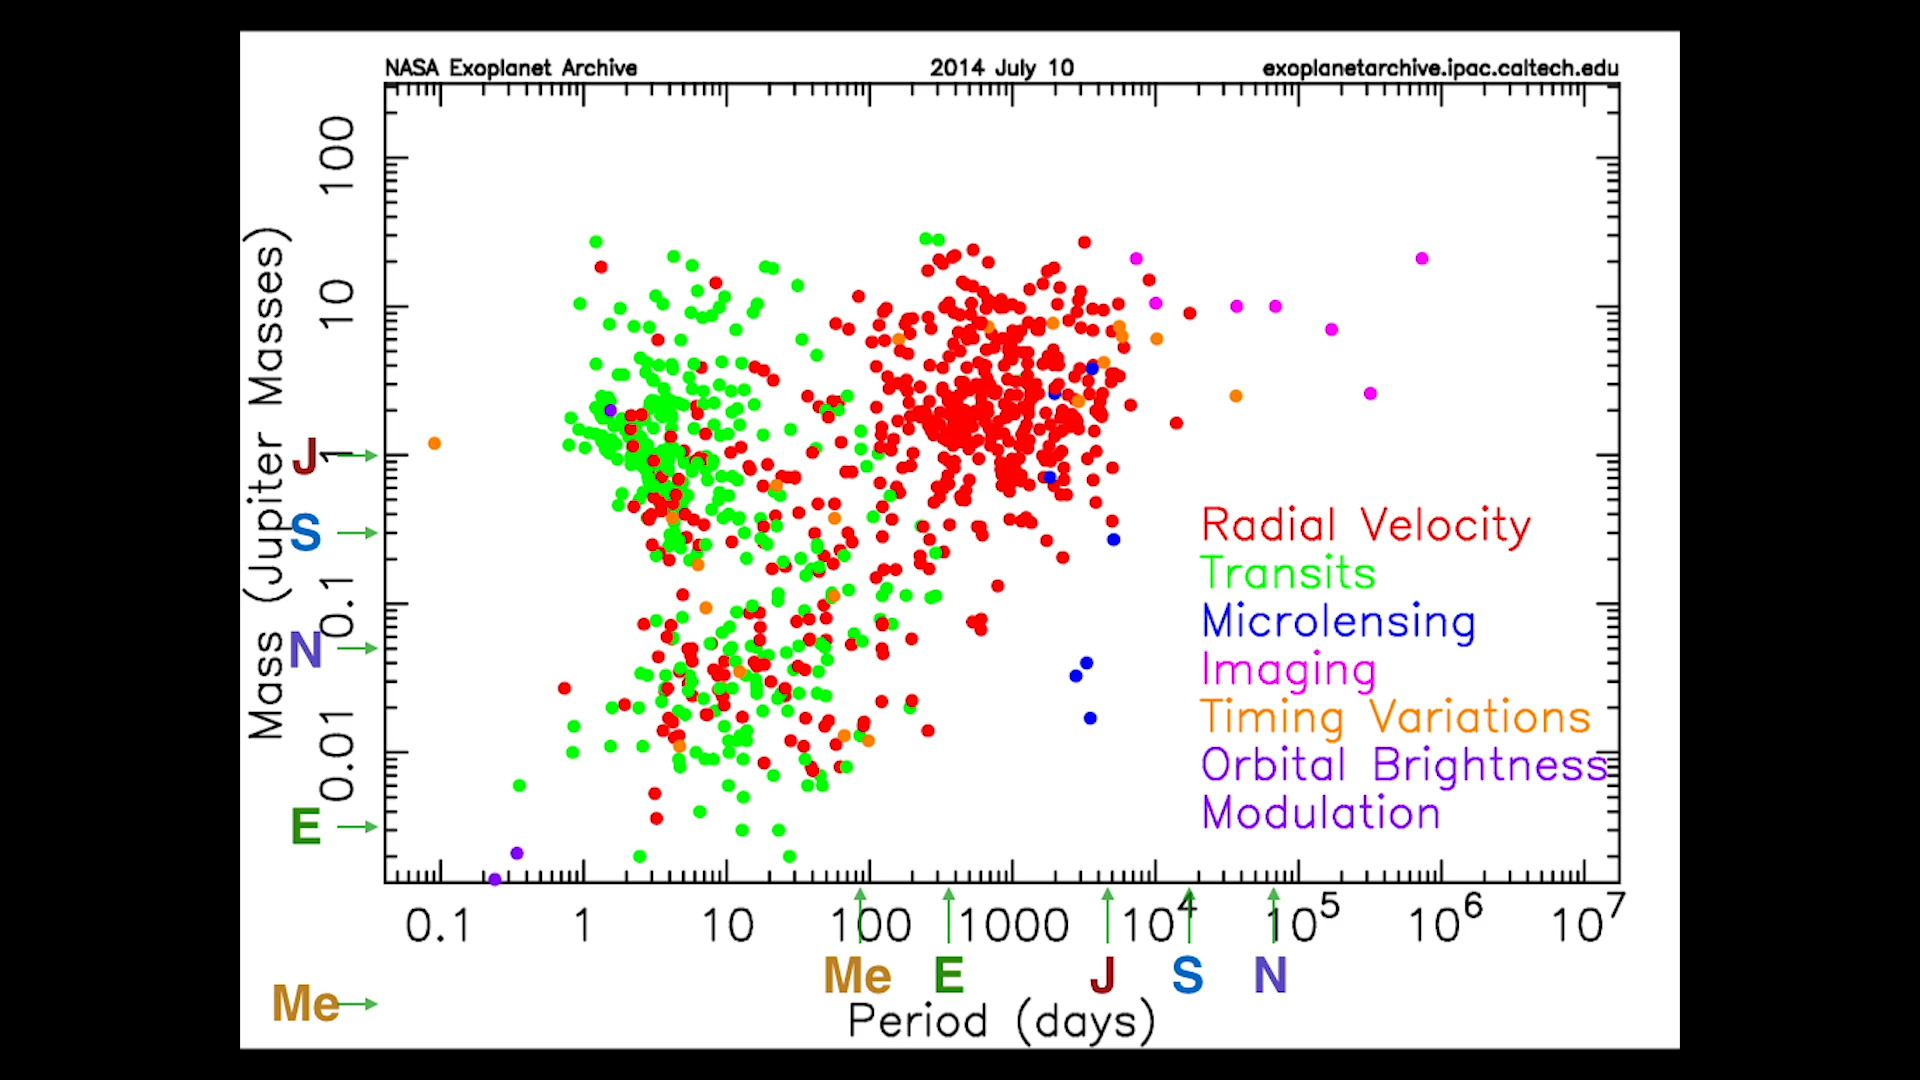 NASA Exoplanet Archive 2014 July 10 exoplanetarchive.ipac.caltech.edu
Mass (Jupiter Masses)
100
10
1
0.1
0.01
J
S
N
E
Me
Radial Velocity
Transits
Microlensing
Imaging
Timing Variations
Orbital Brightness
Modulation
0.1 1 10 100 1000 10⁴ 10⁵ 10⁶ 10⁷
Me E J S N
Period (days)